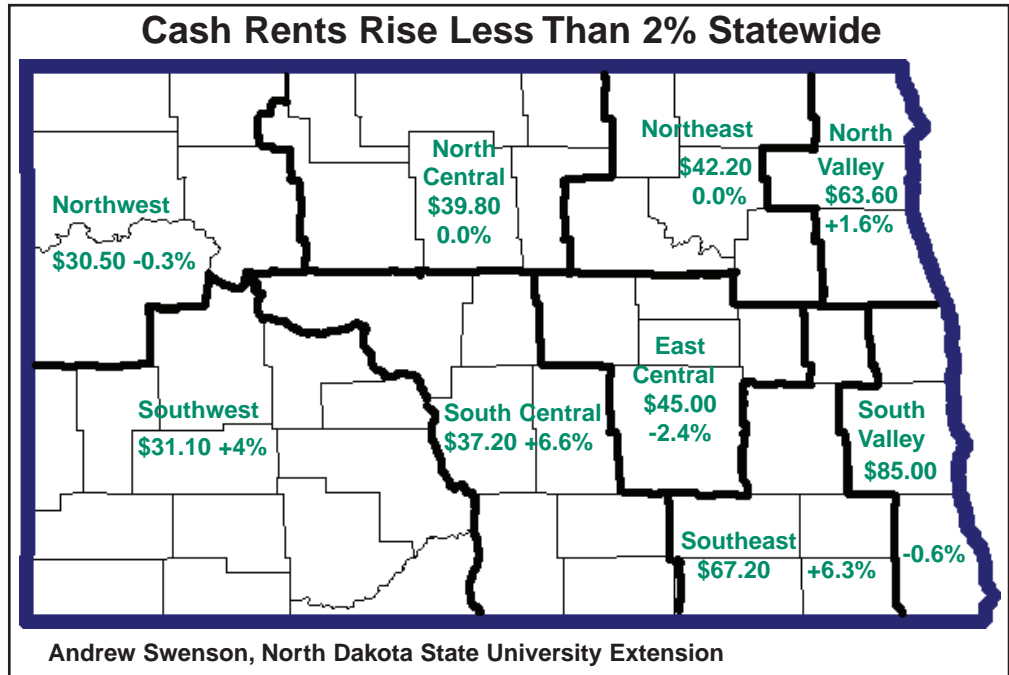 Cash Rents Rise Less Than 2% Statewide
Northwest
$30.50 -0.3%
North
Central
$39.80
0.0%
Northeast
$42.20
0.0%
North
Valley
$63.60
+1.6%
Southwest
$31.10 +4%
South Central
$37.20 +6.6%
East
Central
$45.00
-2.4%
South
Valley
$85.00
-0.6%
Southeast
$67.20 +6.3%
Andrew Swenson, North Dakota State University Extension